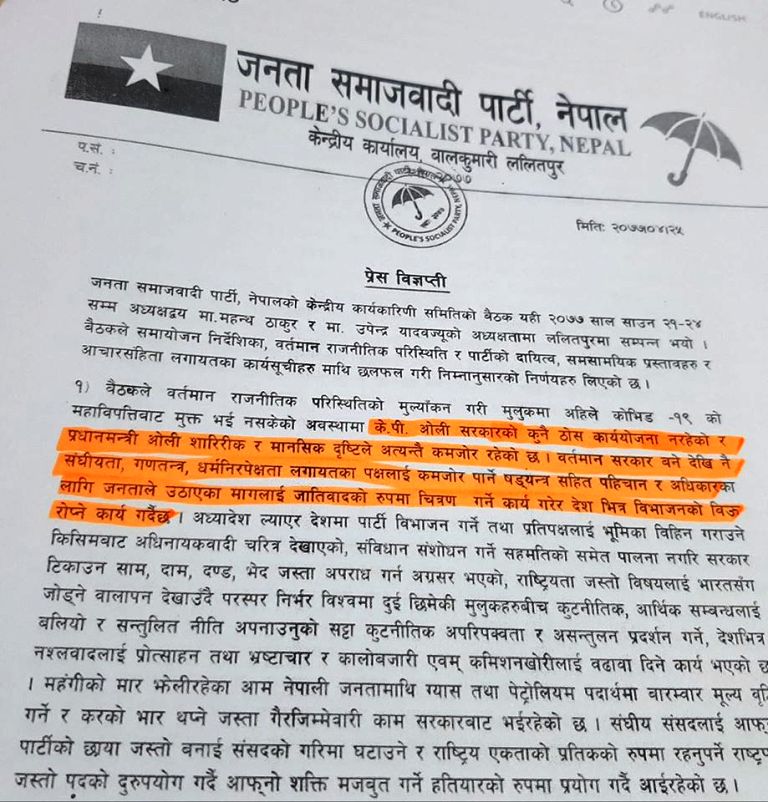 ENGLISH
जनता समाजवादी पार्टी, नेपाल
PEOPLE'S SOCIALIST PARTY, NEPAL
केन्द्रीय कार्यालय, वालकुमारी ललितपुर
प.सं. :
च.नं. :
PEOPLE'S SOCIALIST PARTY
मिति: २०७७०४२५
प्रेस विज्ञप्ती
जनता समाजवादी पार्टी, नेपालको केन्द्रीय कार्यकारिणी समितिको बैठक यही २०७७ साल साउन २१-२४
सम्म अध्यक्षद्वय मा.महन्थ ठाकुर र मा. उपेन्द्र यादवज्यूको अध्यक्षतामा ललितपुरमा सम्पन्न भयो ।
बैठकले समायोजन निर्देशिका, वर्तमान राजनीतिक परिस्थिति र पार्टीको दायित्व, समसामयिक प्रस्तावहरु र
आचारसहिता लगायतका कार्यसूचीहरु माथि छलफल गरी निम्नानुसारको निर्णयहरु लिएको छ ।
१) बैठकले वर्तमान राजनीतिक परिस्थितिको मुल्याँकन गरी मुलुकमा अहिले कोभिड -१९ को
महाविपत्तिबाट मुक्त भई नसकेको अवस्थामा के.पी. ओली सरकारको कुनै ठोस कार्ययोजना नरहेको र
प्रधानमन्त्री ओली शारिरीक र मानसिक दृष्टिले अत्यन्तै कमजोर रहेको छ । वर्तमान सरकार बने देखि नै
संघीयता, गणतन्त्र, धर्मनिरपेक्षता लगायतका पक्षलाई कमजोर पार्ने षड्यन्त्र सहित पहिचान र अधिकारका
लागि जनताले उठाएका मागलाई जातिवादको रुपमा चित्रण गर्ने कार्य गरेर देश भित्र विभाजनको विऊ
रोप्ने कार्य गर्दैछ । अध्यादेश ल्याएर देशमा पार्टी विभाजन गर्ने तथा प्रतिपक्षलाई भूमिका विहिन गराउने
किसिमबाट अधिनायकवादी चरित्र देखाएको, संविधान संशोधन गर्ने सहमतिको समेत पालना नगरि सरकार
टिकाउन साम, दाम, दण्ड, भेद जस्ता अपराध गर्न अग्रसर भएको, राष्ट्रियता जस्तो विषयलाई भारतसँग
जोड्ने वालापन देखाउँदै परस्पर निर्भर विश्वमा दुई छिमेकी मुलुकहरुबीच कुटनीतिक, आर्थिक सम्बन्धलाई
बलियो र सन्तुलित नीति अपनाउनुको सट्टा कुटनीतिक अपरिपक्वता र असन्तुलन प्रदर्शन गर्ने, देशभित्र
नश्लवादलाई प्रोत्साहन तथा भ्रष्टाचार र कालोबजारी एवम् कमिशनखोरीलाई वढावा दिने कार्य भएको छ
। महंगीको मार झेलीरहेका आम नेपाली जनतामाथि ग्यास तथा पेट्रोलियम पदार्थमा बारम्वार मूल्य
गर्ने र करको भार थप्ने जस्ता गैरजिम्मेवारी काम सरकारबाट भईरहेको छ । संघीय संसदलाई
पार्टीको छाया जस्तो बनाई संसदको गरिमा घटाउने र राष्ट्रिय एकताको प्रतिकको रुपमा रहनुपर्ने
जस्तो पदको दुरुपयोग गर्दै आफ्नो शक्ति मजबुत गर्ने हतियारको रुपमा प्रयोग गर्दै आईरहेको छ ।